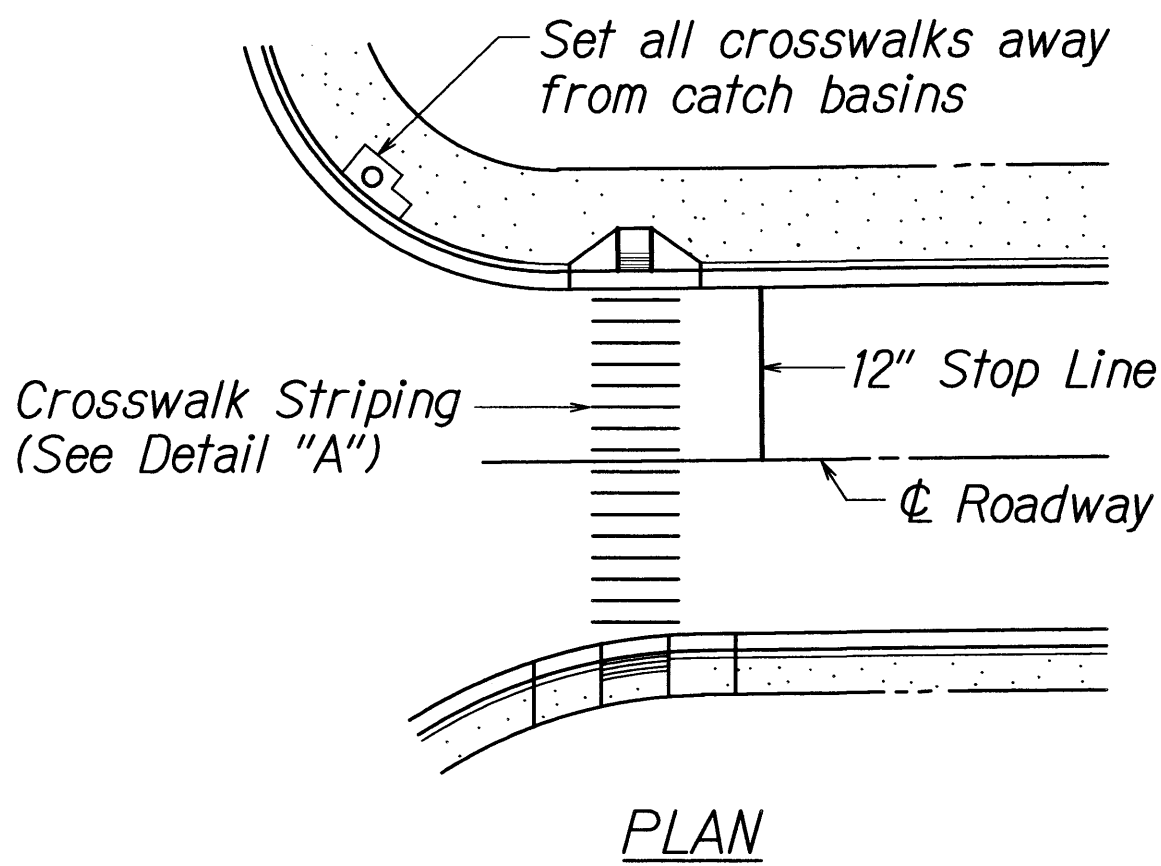 Set all crosswalks away
from catch basins
12" Stop Line
Crosswalk Striping
(See Detail "A")
℄ Roadway
PLAN